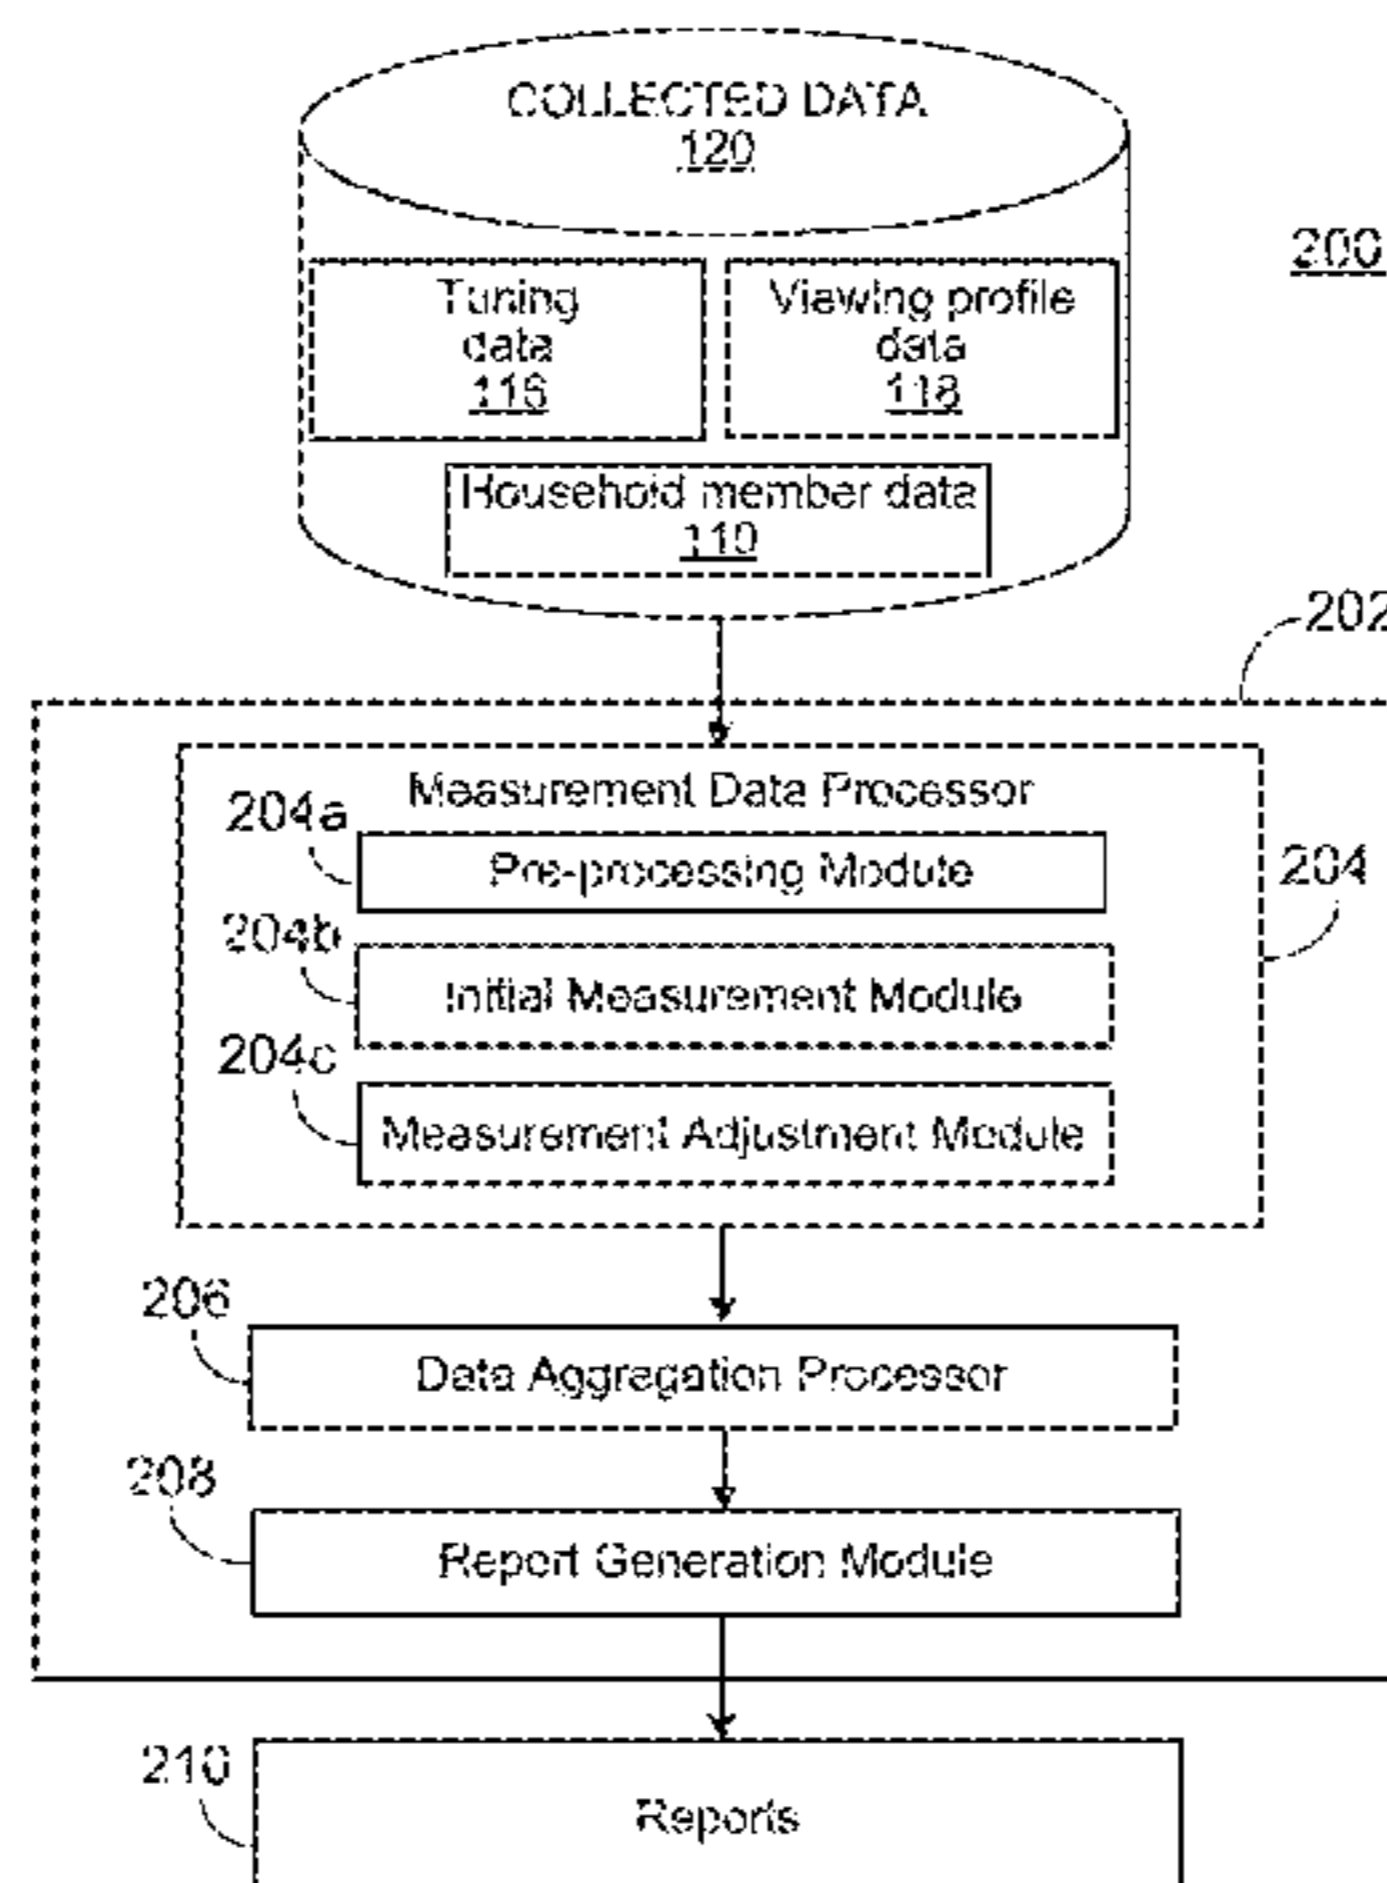 COLLECTED DATA
120
200
Tuning
data
116
Viewing profile
data
118
Household member data
110
202
Measurement Data Processor
204a
Pre-processing Module
204
204b
Initial Measurement Module
204c
Measurement Adjustment Module
206
Data Aggregation Processor
208
Report Generation Module
210
Reports